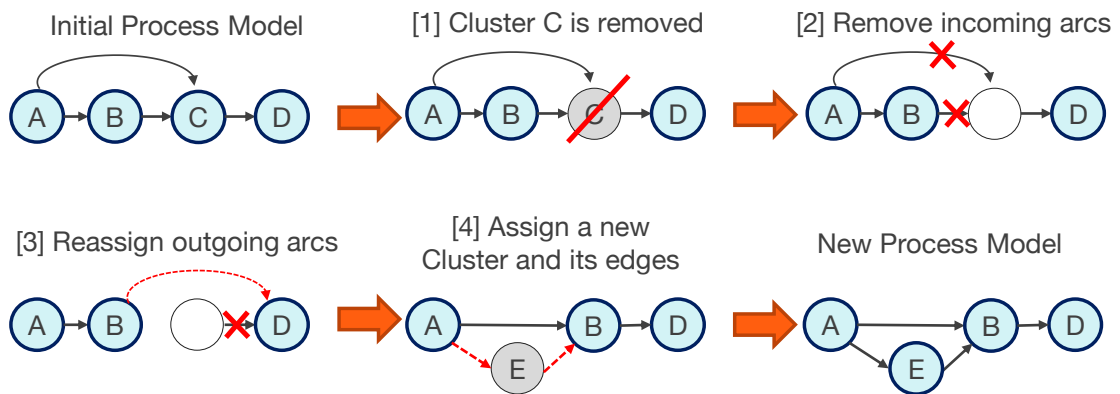 Initial Process Model
[1] Cluster C is removed
[2] Remove incoming arcs
A B C D
A B C D
A B D
[3] Reassign outgoing arcs
[4] Assign a new
Cluster and its edges
New Process Model
A B D
A B D
E
A B D
E